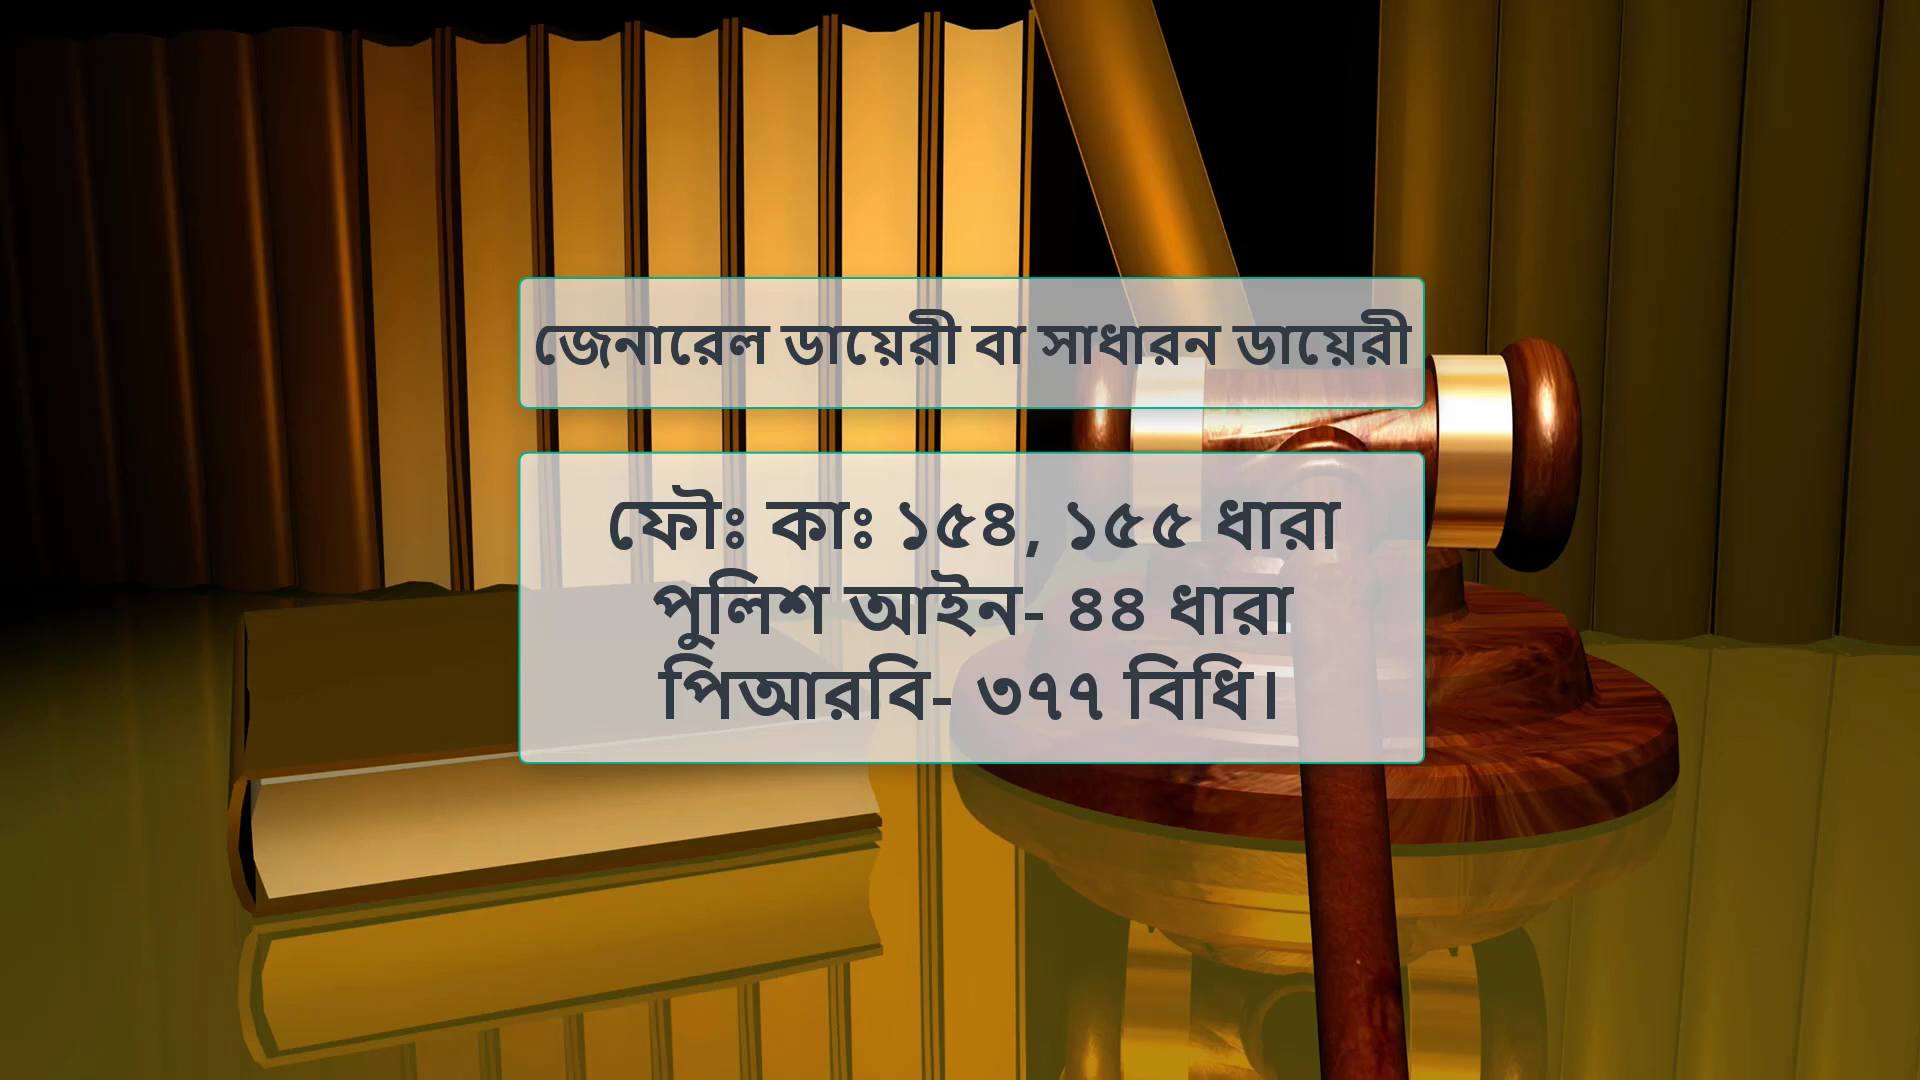 জেনারেল ডায়েরী বা সাধারন ডায়েরী
ফৌঃ কাঃ ১৫৪, ১৫৫ ধারা
পুলিশ আইন- ৪৪ ধারা
পিআরবি- ৩৭৭ বিধি।